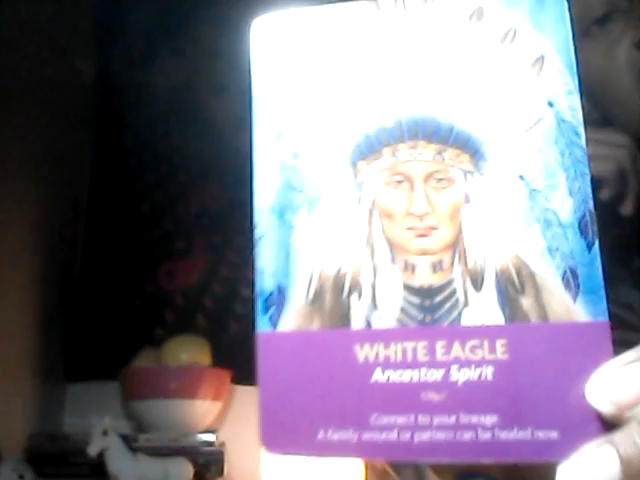 WHITE EAGLE
Ancestor Spirit
Connect to your lineage.
A family wound or pattern can be healed now.